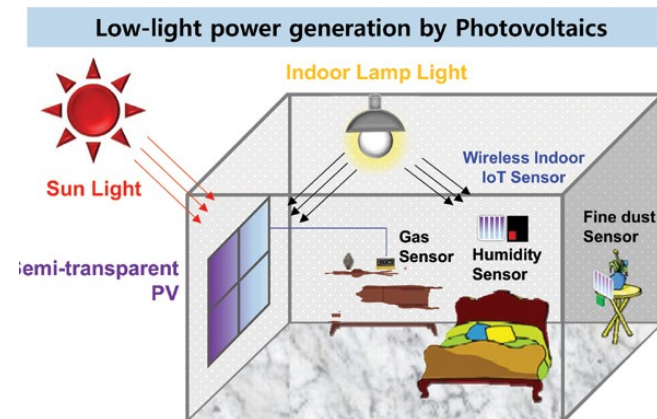 Low-light power generation by Photovoltaics
Indoor Lamp Light
Sun Light
Wireless Indoor
IoT Sensor
Gas
Sensor
Humidity
Sensor
Fine dust
Sensor
emi-transparent
PV